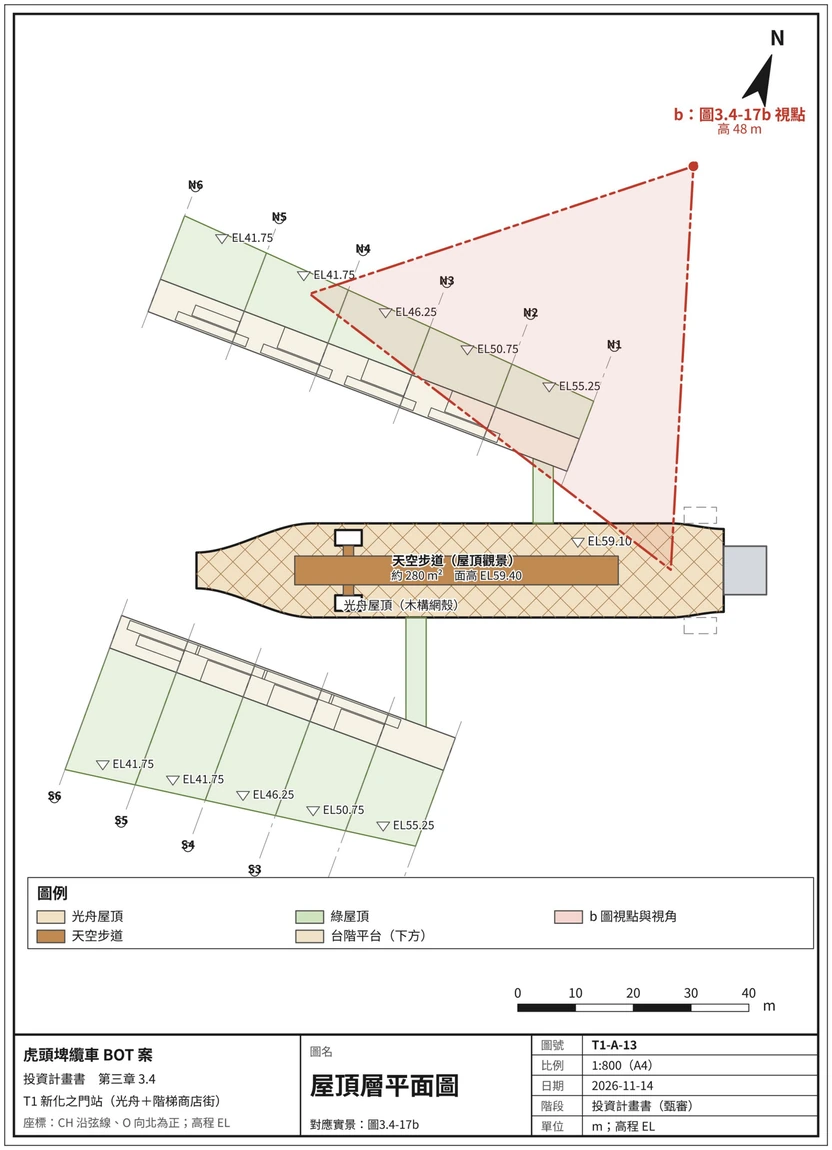 N
b：圖3.4-17b 視點
高 48 m
N6
N5
N4
N3
N2
N1
EL41.75
EL41.75
EL46.25
EL50.75
EL55.25
EL59.10
天空步道（屋頂觀景）
約 280 m² 面高 EL59.40
光舟屋頂（木構網殼）
EL41.75
EL41.75
EL46.25
EL50.75
EL55.25
S6
S5
S4
S3
圖例
光舟屋頂
綠屋頂
b 圖視點與視角
天空步道
台階平台（下方）
0 10 20 30 40 m
虎頭埤纜車 BOT 案
投資計畫書 第三章 3.4
T1 新化之門站（光舟＋階梯商店街）
座標：CH 沿弦線、O 向北為正；高程 EL
圖名
屋頂層平面圖
對應實景：圖3.4-17b
圖號 T1-A-13
比例 1:800（A4）
日期 2026-11-14
階段 投資計畫書（甄審）
單位 m；高程 EL